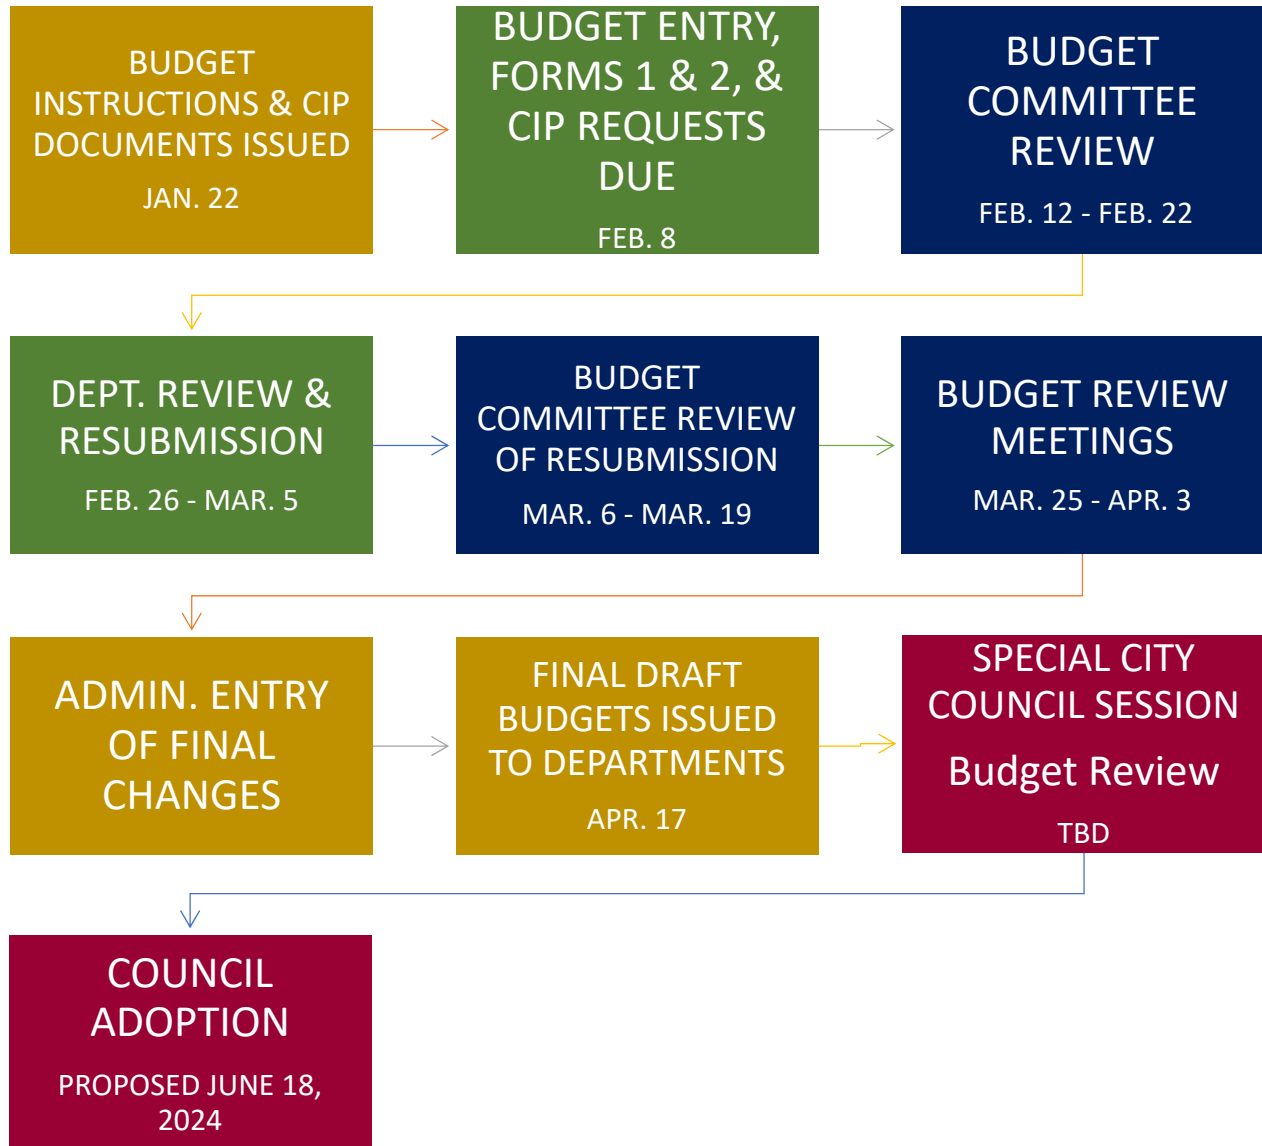 BUDGET
INSTRUCTIONS & CIP
DOCUMENTS ISSUED
JAN. 22
BUDGET ENTRY,
FORMS 1 & 2, &
CIP REQUESTS
DUE
FEB. 8
BUDGET
COMMITTEE
REVIEW
FEB. 12 - FEB. 22
DEPT. REVIEW &
RESUBMISSION
FEB. 26 - MAR. 5
BUDGET
COMMITTEE REVIEW
OF RESUBMISSION
MAR. 6 - MAR. 19
BUDGET REVIEW
MEETINGS
MAR. 25 - APR. 3
ADMIN. ENTRY
OF FINAL
CHANGES
FINAL DRAFT
BUDGETS ISSUED
TO DEPARTMENTS
APR. 17
SPECIAL CITY
COUNCIL SESSION
Budget Review
TBD
COUNCIL
ADOPTION
PROPOSED JUNE 18,
2024